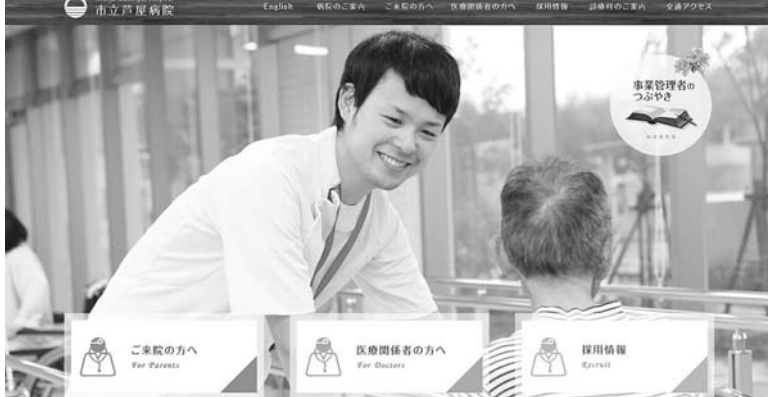 市立芦屋病院
English 病院のご案内 ご来院の方へ 医療関係者の方へ 採用情報 診療科のご案内 交通アクセス
事業管理者の
つぶやき
ご来院の方へ
For Parents
医療関係者の方へ
For Doctors
採用情報
Recruit